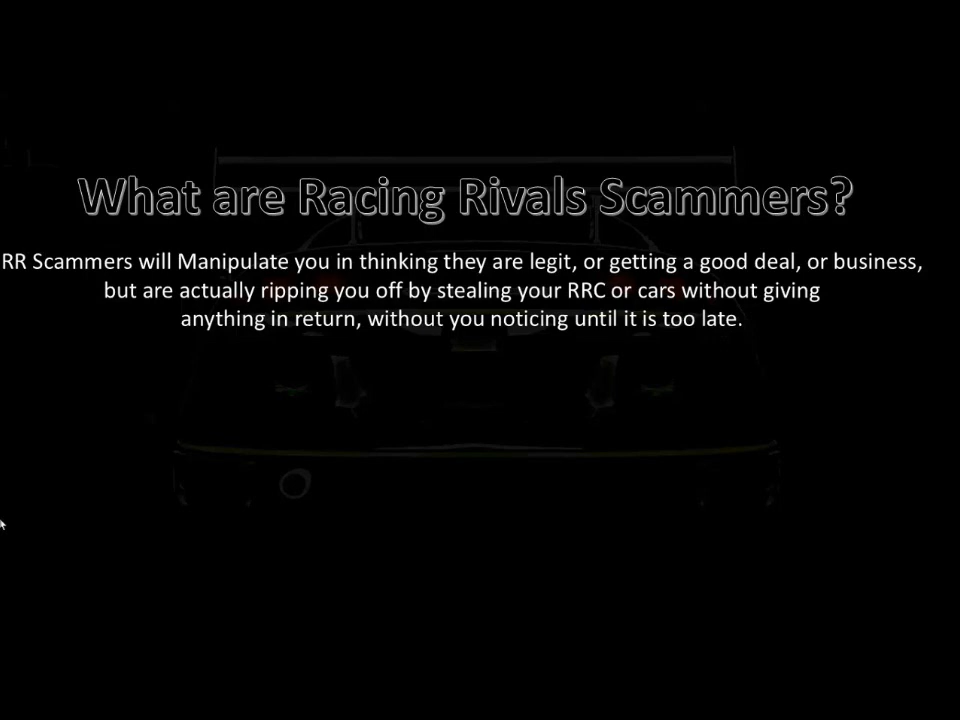 What are Racing Rivals Scammers?
RR Scammers will Manipulate you in thinking they are legit, or getting a good deal, or business,
but are actually ripping you off by stealing your RRC or cars without giving
anything in return, without you noticing until it is too late.